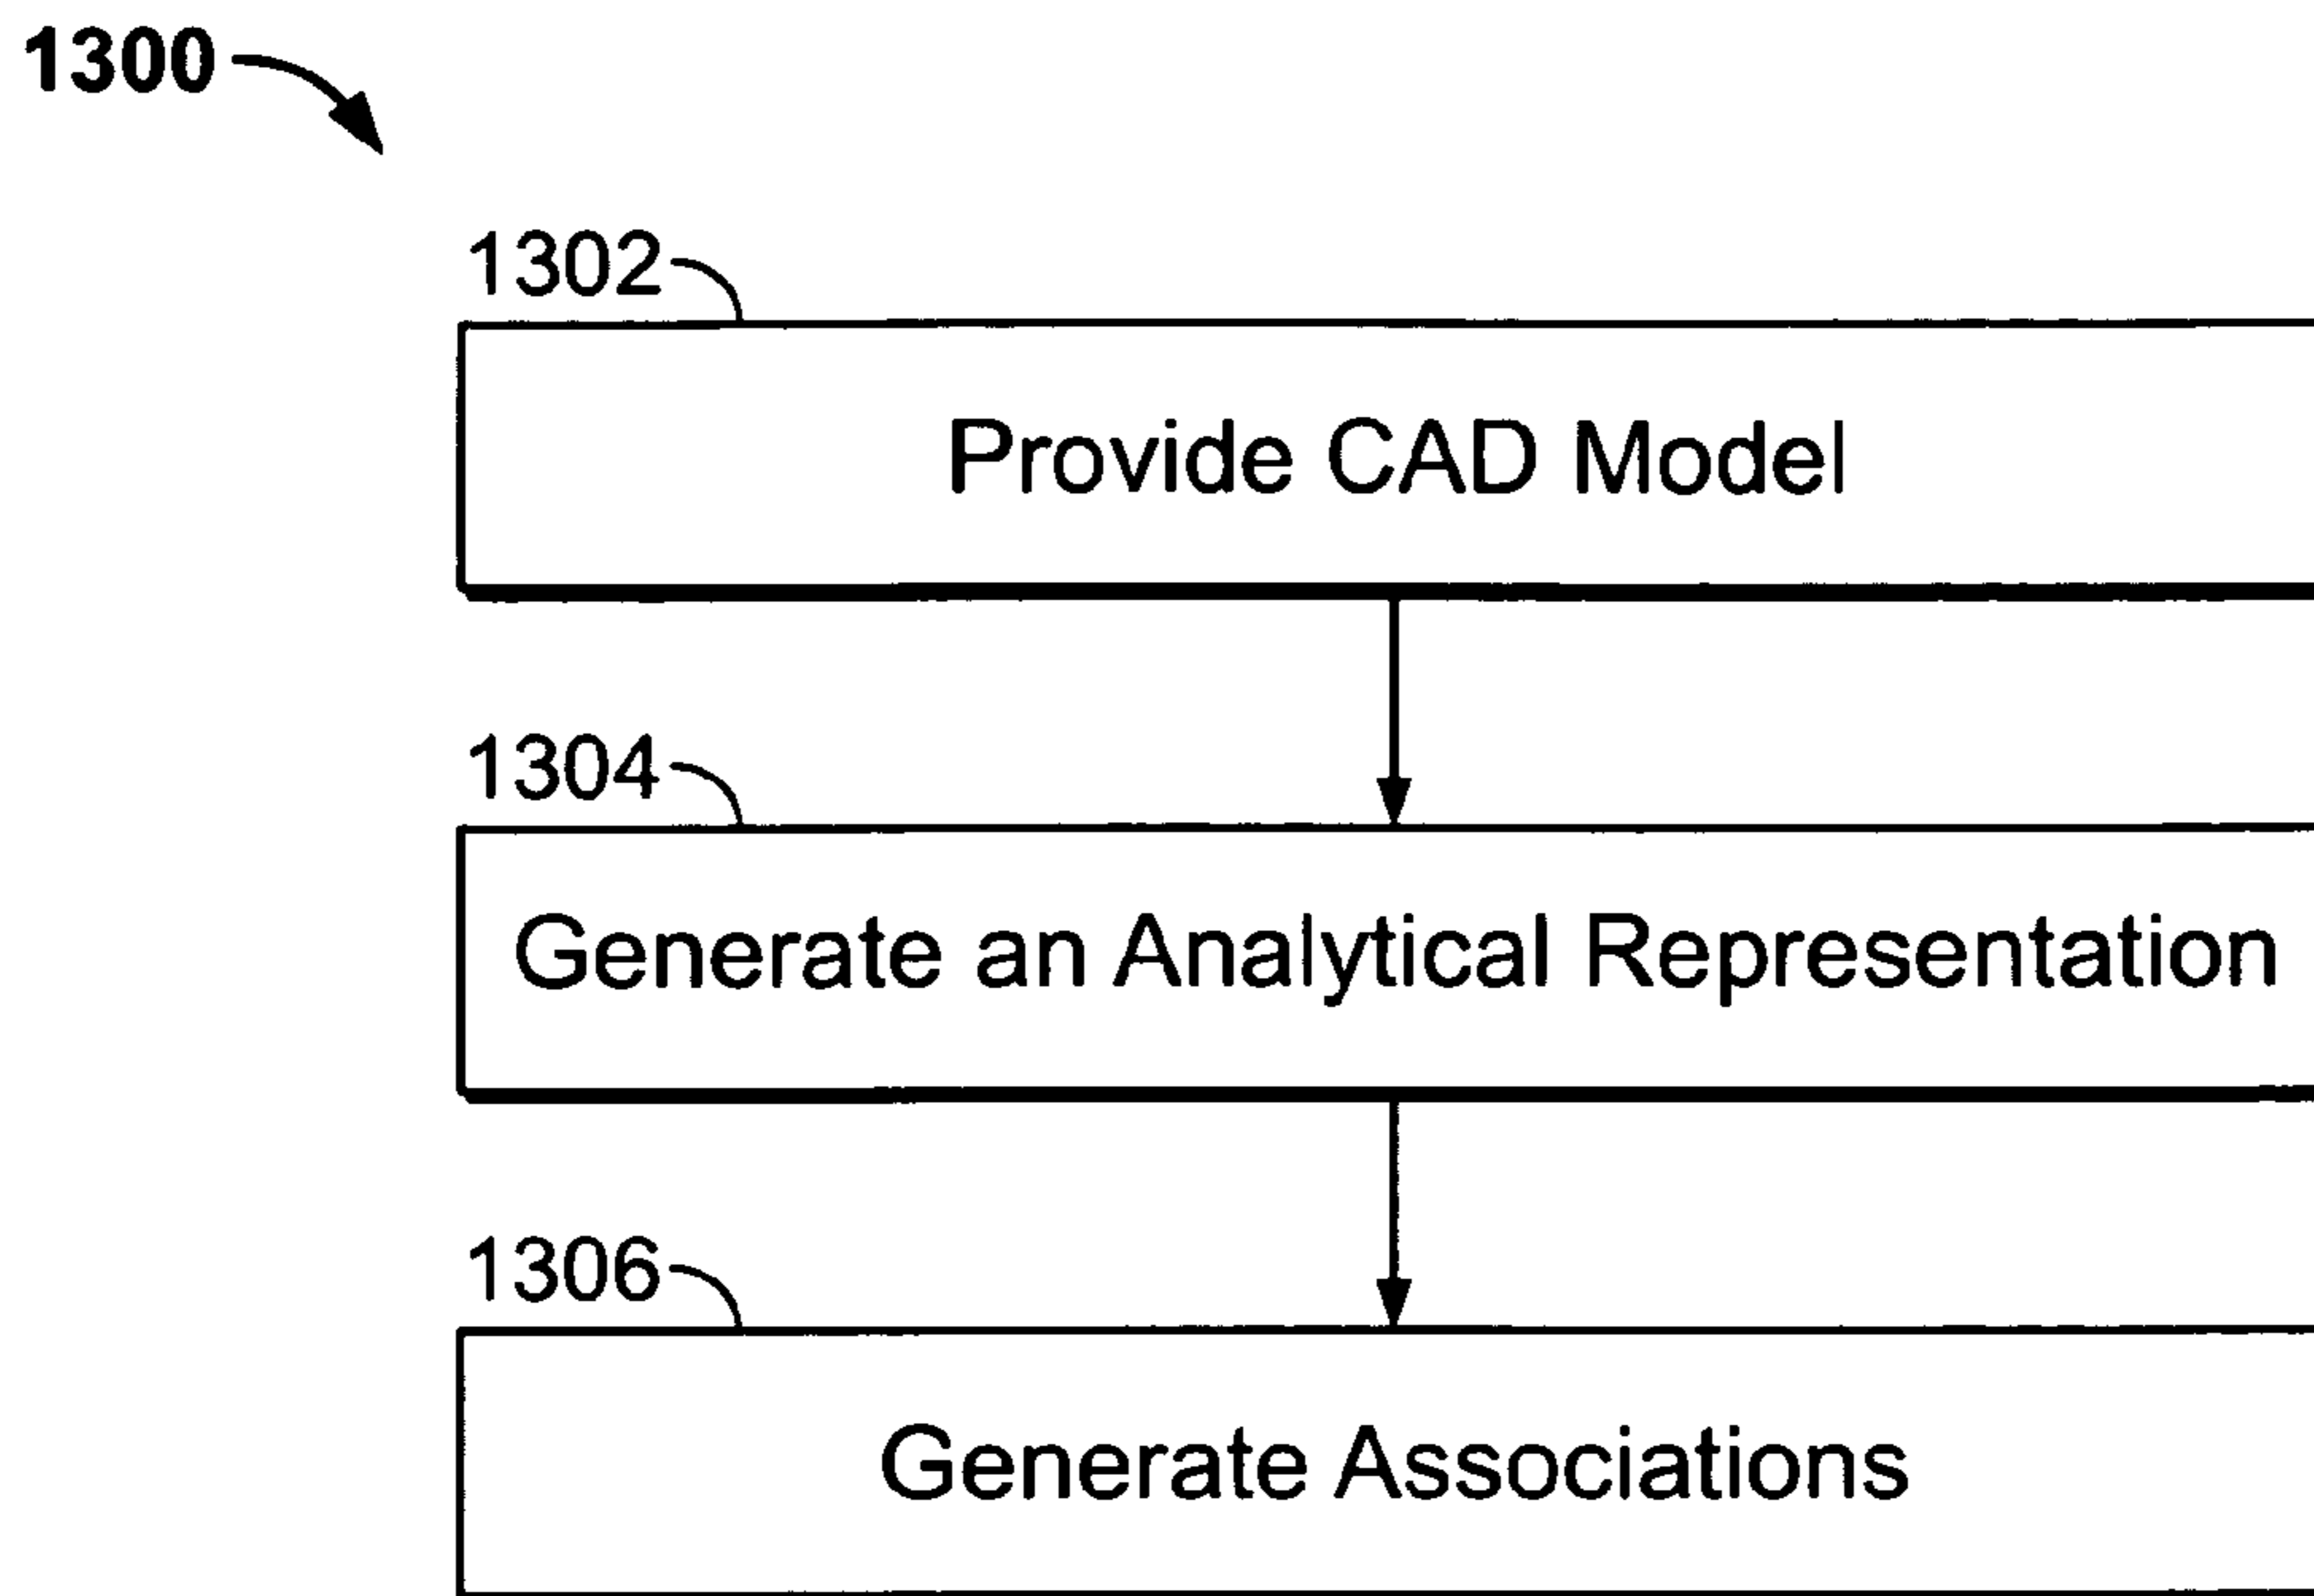 1300
1302
Provide CAD Model
1304
Generate an Analytical Representation
1306
Generate Associations